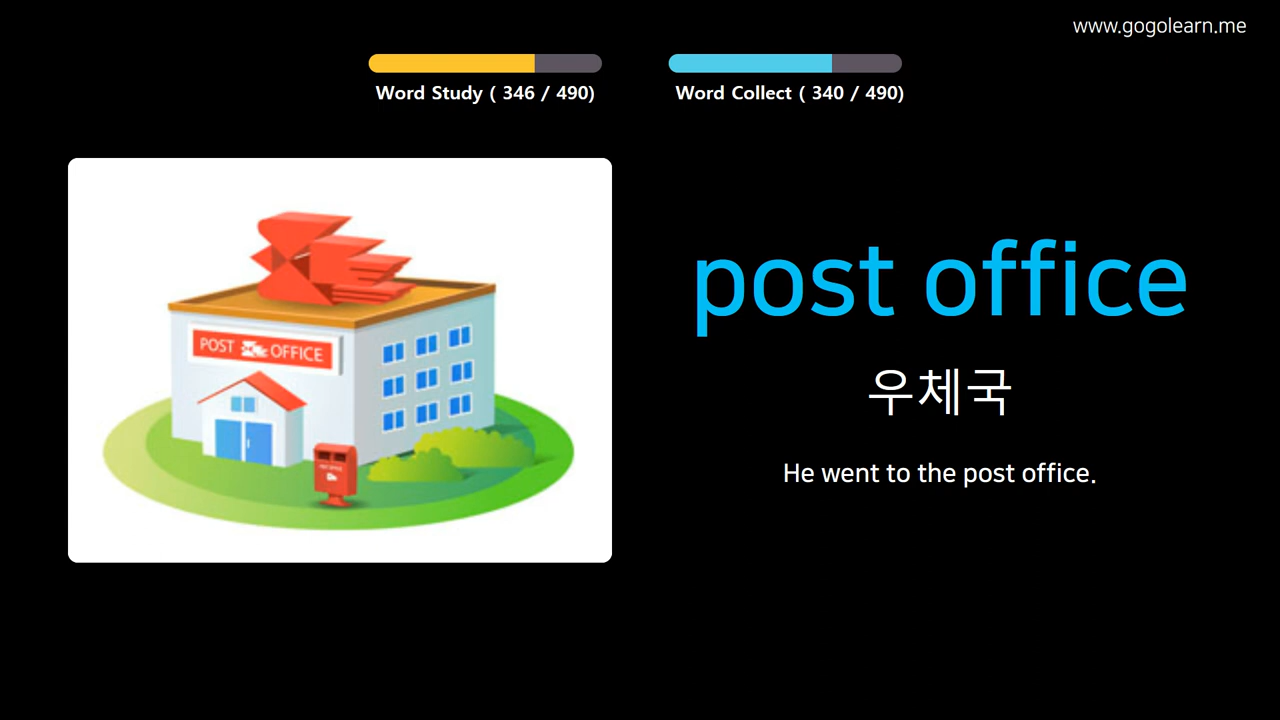 www.gogolearn.me
Word Study ( 346 / 490)
Word Collect ( 340 / 490)
POST OFFICE
post office
우체국
He went to the post office.